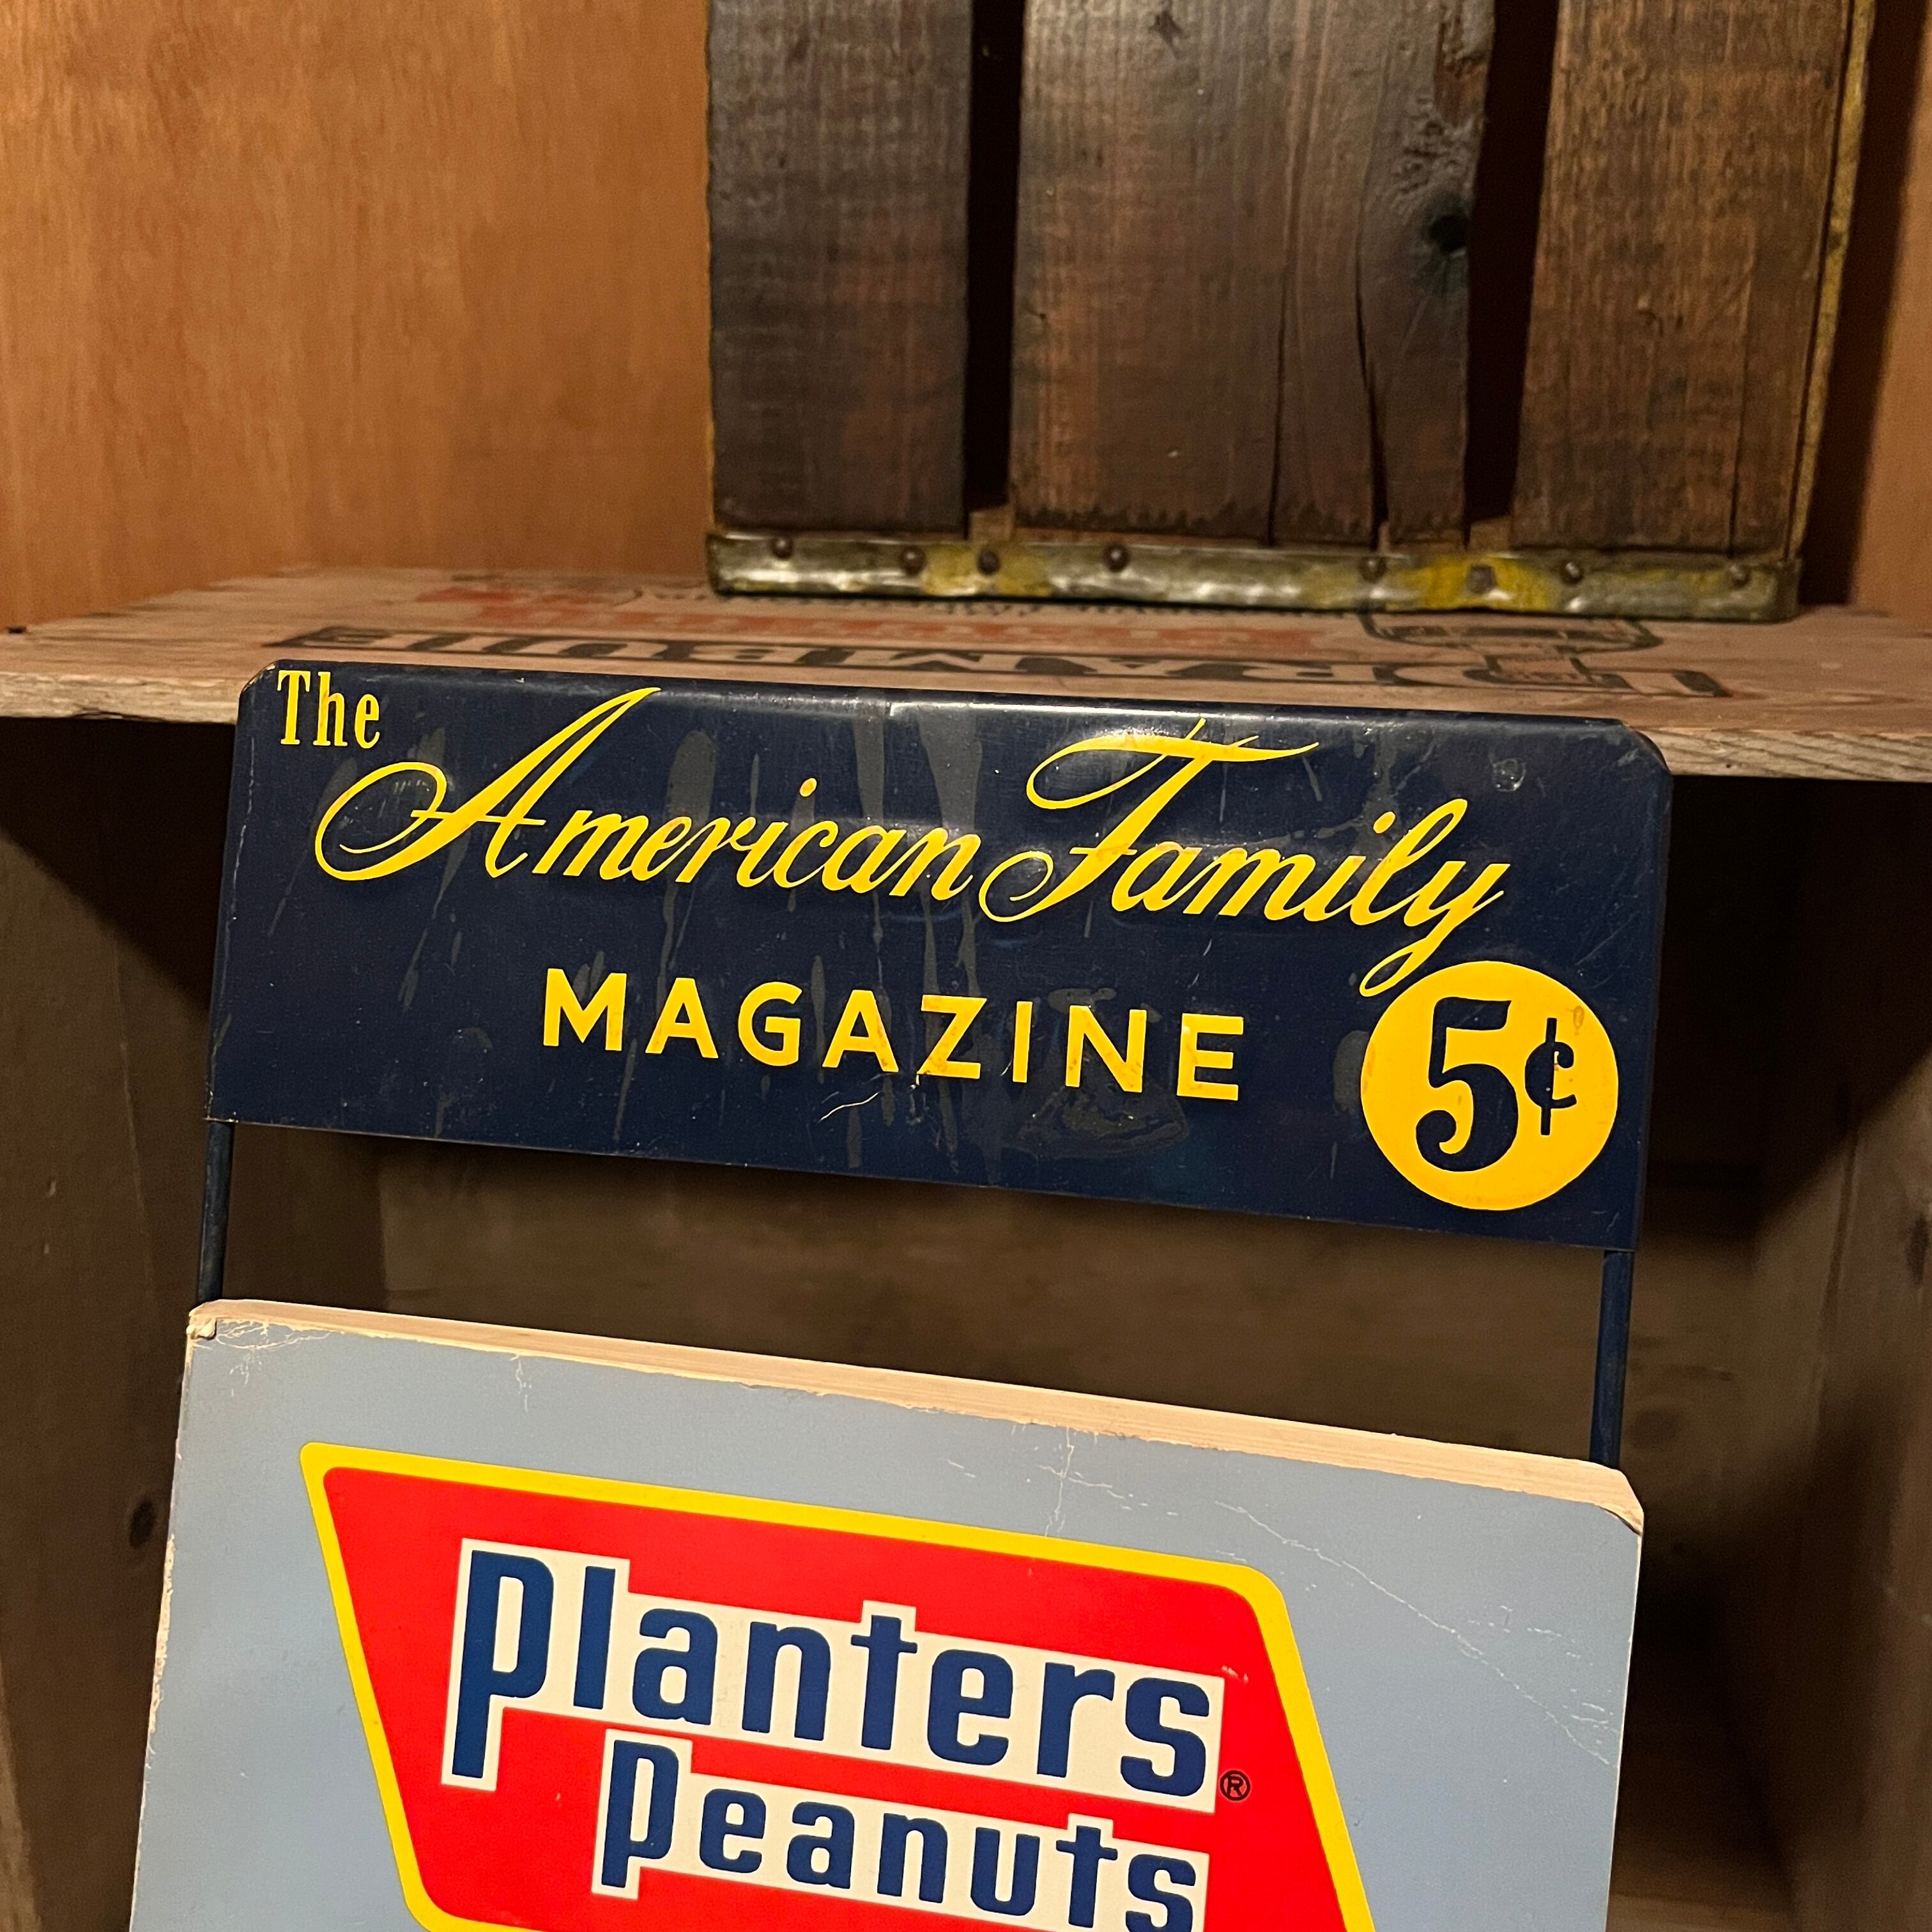 The
American Family
MAGAZINE
5¢
Planters
Peanuts
®